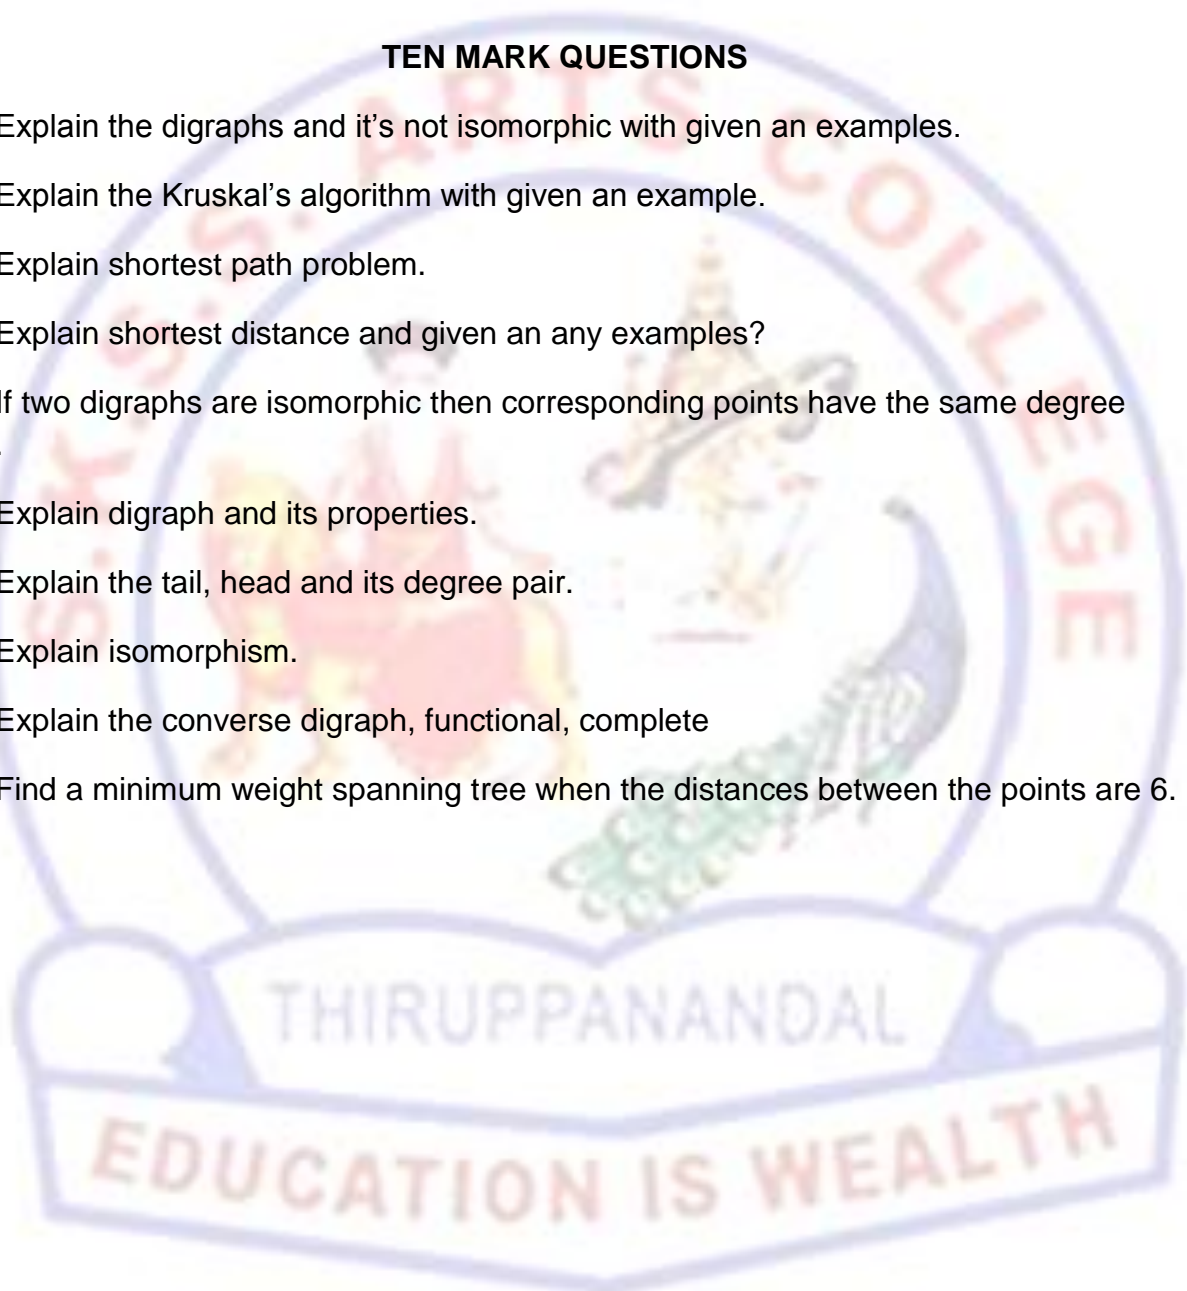 TEN MARK QUESTIONS
Explain the digraphs and it's not isomorphic with given an examples.
Explain the Kruskal's algorithm with given an example.
Explain shortest path problem.
Explain shortest distance and given an any examples?
If two digraphs are isomorphic then corresponding points have the same degree
.
Explain digraph and its properties.
Explain the tail, head and its degree pair.
Explain isomorphism.
Explain the converse digraph, functional, complete
Find a minimum weight spanning tree when the distances between the points are 6.
S.K.S.S. ARTS COLLEGE
THIRUPPANANDAL
EDUCATION IS WEALTH